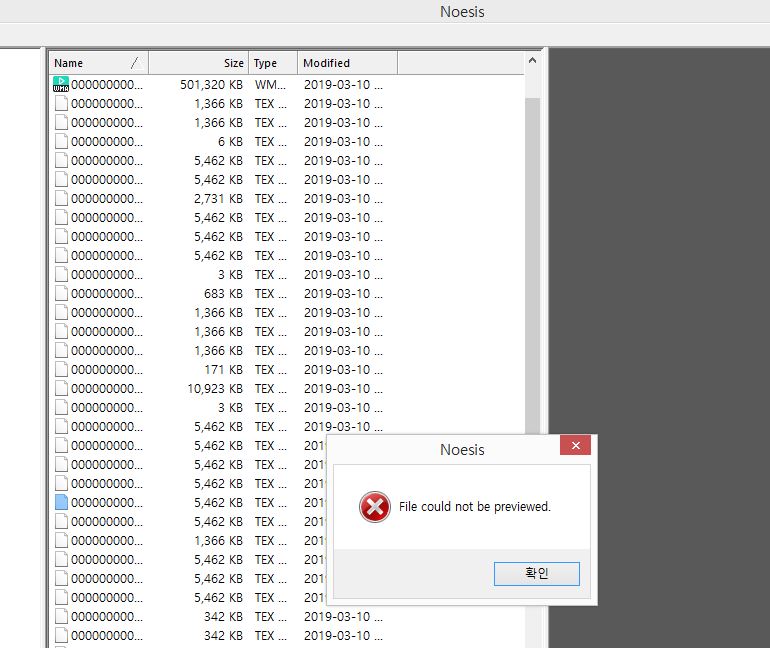 Noesis
Name Size Type Modified
000000000... 501,320 KB WM... 2019-03-10 ...
000000000... 1,366 KB TEX ... 2019-03-10 ...
000000000... 1,366 KB TEX ... 2019-03-10 ...
000000000... 6 KB TEX ... 2019-03-10 ...
000000000... 5,462 KB TEX ... 2019-03-10 ...
000000000... 5,462 KB TEX ... 2019-03-10 ...
000000000... 2,731 KB TEX ... 2019-03-10 ...
000000000... 5,462 KB TEX ... 2019-03-10 ...
000000000... 5,462 KB TEX ... 2019-03-10 ...
000000000... 5,462 KB TEX ... 2019-03-10 ...
000000000... 3 KB TEX ... 2019-03-10 ...
000000000... 683 KB TEX ... 2019-03-10 ...
000000000... 1,366 KB TEX ... 2019-03-10 ...
000000000... 1,366 KB TEX ... 2019-03-10 ...
000000000... 1,366 KB TEX ... 2019-03-10 ...
000000000... 171 KB TEX ... 2019-03-10 ...
000000000... 10,923 KB TEX ... 2019-03-10 ...
000000000... 3 KB TEX ... 2019-03-10 ...
000000000... 5,462 KB TEX ... 2019-03-10 ...
000000000... 5,462 KB TEX ... 201
000000000... 5,462 KB TEX ... 201
000000000... 5,462 KB TEX ... 201
000000000... 5,462 KB TEX ... 201
000000000... 5,462 KB TEX ... 201
000000000... 1,366 KB TEX ... 201
000000000... 5,462 KB TEX ... 201
000000000... 5,462 KB TEX ... 201
000000000... 5,462 KB TEX ... 201
000000000... 342 KB TEX ... 2019-03-10 ...
000000000... 342 KB TEX ... 2019-03-10 ...
Noesis
File could not be previewed.
확인